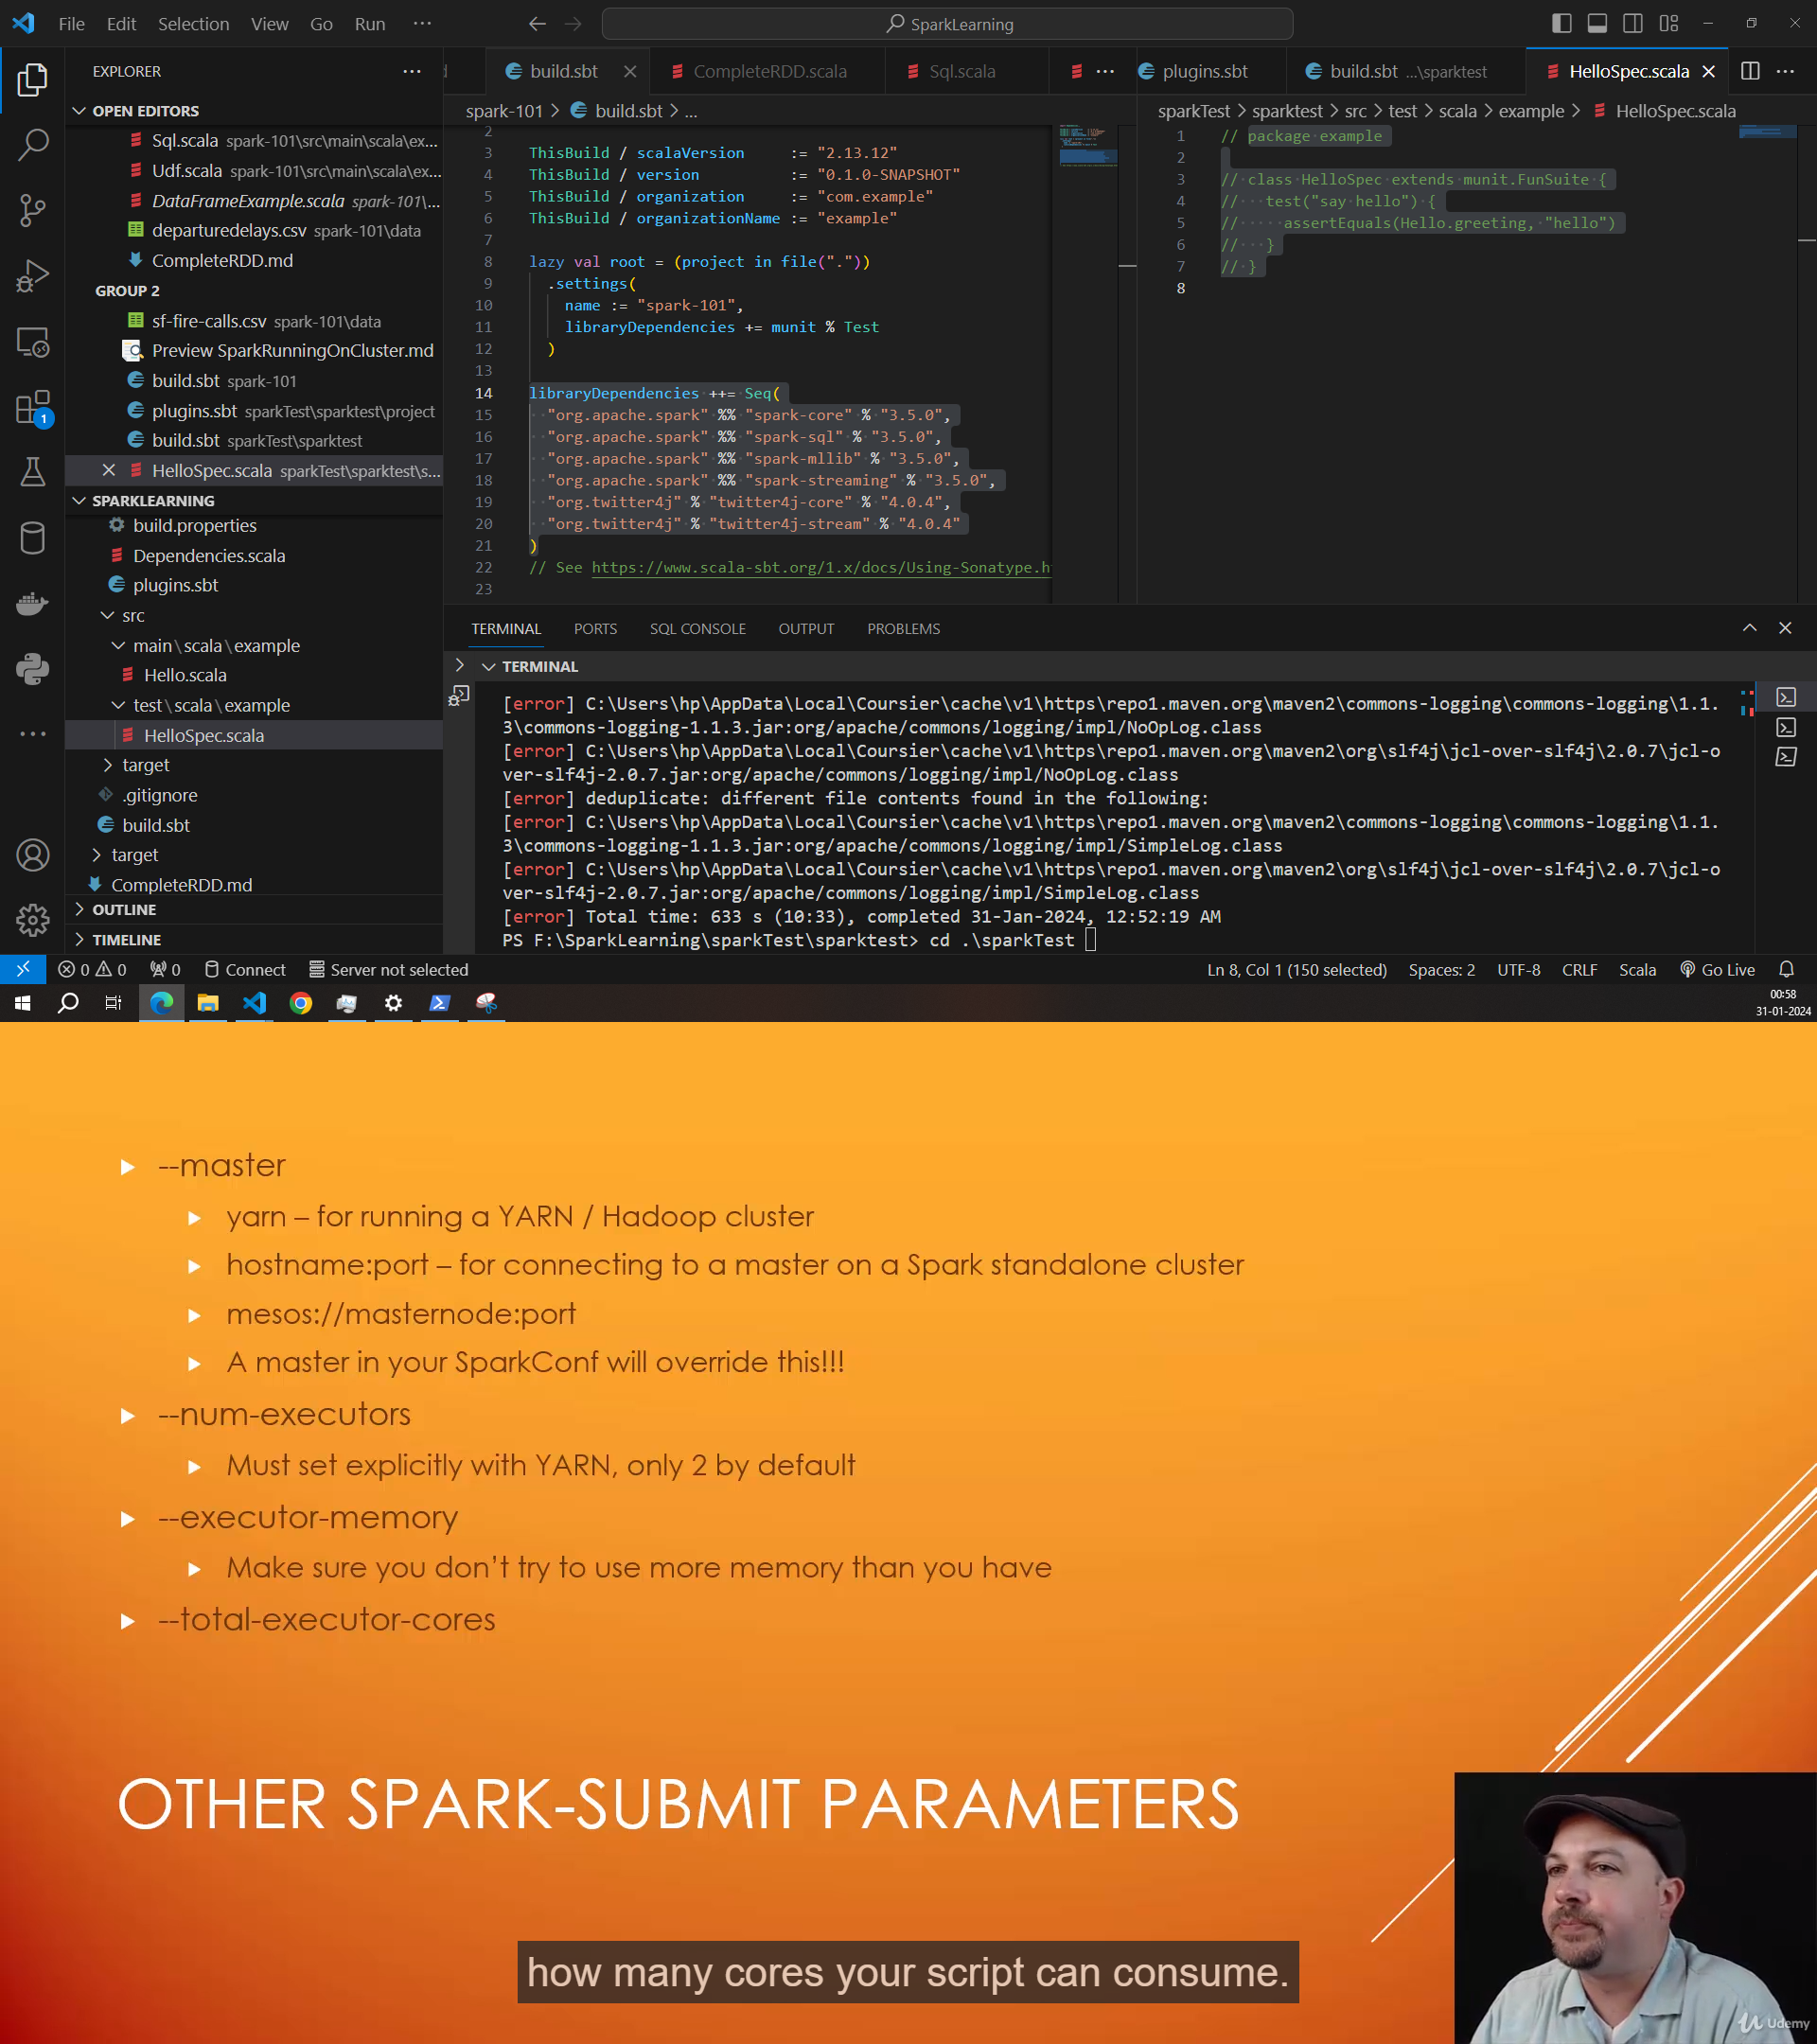 File Edit Selection View Go Run ··· SparkLearning
EXPLORER ···
OPEN EDITORS
Sql.scala spark-101\src\main\scala\ex...
Udf.scala spark-101\src\main\scala\ex...
DataFrameExample.scala spark-101\...
departuredelays.csv spark-101\data
CompleteRDD.md
GROUP 2
sf-fire-calls.csv spark-101\data
Preview SparkRunningOnCluster.md
build.sbt spark-101
plugins.sbt sparkTest\sparktest\project
build.sbt sparkTest\sparktest
HelloSpec.scala sparkTest\sparktest\s...
SPARKLEARNING
build.properties
Dependencies.scala
plugins.sbt
src
main\scala\example
Hello.scala
test\scala\example
HelloSpec.scala
target
.gitignore
build.sbt
target
CompleteRDD.md
OUTLINE
TIMELINE
1
build.sbt CompleteRDD.scala Sql.scala ···
spark-101 > build.sbt > ...
2
3 ThisBuild / scalaVersion := "2.13.12"
4 ThisBuild / version := "0.1.0-SNAPSHOT"
5 ThisBuild / organization := "com.example"
6 ThisBuild / organizationName := "example"
7
8 lazy val root = (project in file("."))
9 .settings(
10 name := "spark-101",
11 libraryDependencies += munit % Test
12 )
13
14 libraryDependencies ++= Seq(
15 "org.apache.spark" %% "spark-core" % "3.5.0",
16 "org.apache.spark" %% "spark-sql" % "3.5.0",
17 "org.apache.spark" %% "spark-mllib" % "3.5.0",
18 "org.apache.spark" %% "spark-streaming" % "3.5.0",
19 "org.twitter4j" % "twitter4j-core" % "4.0.4",
20 "org.twitter4j" % "twitter4j-stream" % "4.0.4"
21 )
22 // See https://www.scala-sbt.org/1.x/docs/Using-Sonatype.h
23
plugins.sbt build.sbt ...\sparktest HelloSpec.scala ···
sparkTest > sparktest > src > test > scala > example > HelloSpec.scala
1 // package example
2
3 // class HelloSpec extends munit.FunSuite {
4 // test("say hello") {
5 // assertEquals(Hello.greeting, "hello")
6 // }
7 // }
8
TERMINAL PORTS SQL CONSOLE OUTPUT PROBLEMS
TERMINAL
[error] C:\Users\hp\AppData\Local\Coursier\cache\v1\https\repo1.maven.org\maven2\commons-logging\commons-logging\1.1.
3\commons-logging-1.1.3.jar:org/apache/commons/logging/impl/NoOpLog.class
[error] C:\Users\hp\AppData\Local\Coursier\cache\v1\https\repo1.maven.org\maven2\org\slf4j\jcl-over-slf4j\2.0.7\jcl-o
ver-slf4j-2.0.7.jar:org/apache/commons/logging/impl/NoOpLog.class
[error] deduplicate: different file contents found in the following:
[error] C:\Users\hp\AppData\Local\Coursier\cache\v1\https\repo1.maven.org\maven2\commons-logging\commons-logging\1.1.
3\commons-logging-1.1.3.jar:org/apache/commons/logging/impl/SimpleLog.class
[error] C:\Users\hp\AppData\Local\Coursier\cache\v1\https\repo1.maven.org\maven2\org\slf4j\jcl-over-slf4j\2.0.7\jcl-o
ver-slf4j-2.0.7.jar:org/apache/commons/logging/impl/SimpleLog.class
[error] Total time: 633 s (10:33), completed 31-Jan-2024, 12:52:19 AM
PS F:\SparkLearning\sparkTest\sparktest> cd .\sparkTest
0 0 0 Connect Server not selected Ln 8, Col 1 (150 selected) Spaces: 2 UTF-8 CRLF Scala Go Live
00:58
31-01-2024
--master
yarn – for running a YARN / Hadoop cluster
hostname:port – for connecting to a master on a Spark standalone cluster
mesos://masternode:port
A master in your SparkConf will override this!!!
--num-executors
Must set explicitly with YARN, only 2 by default
--executor-memory
Make sure you don't try to use more memory than you have
--total-executor-cores
OTHER SPARK-SUBMIT PARAMETERS
how many cores your script can consume.
Udemy